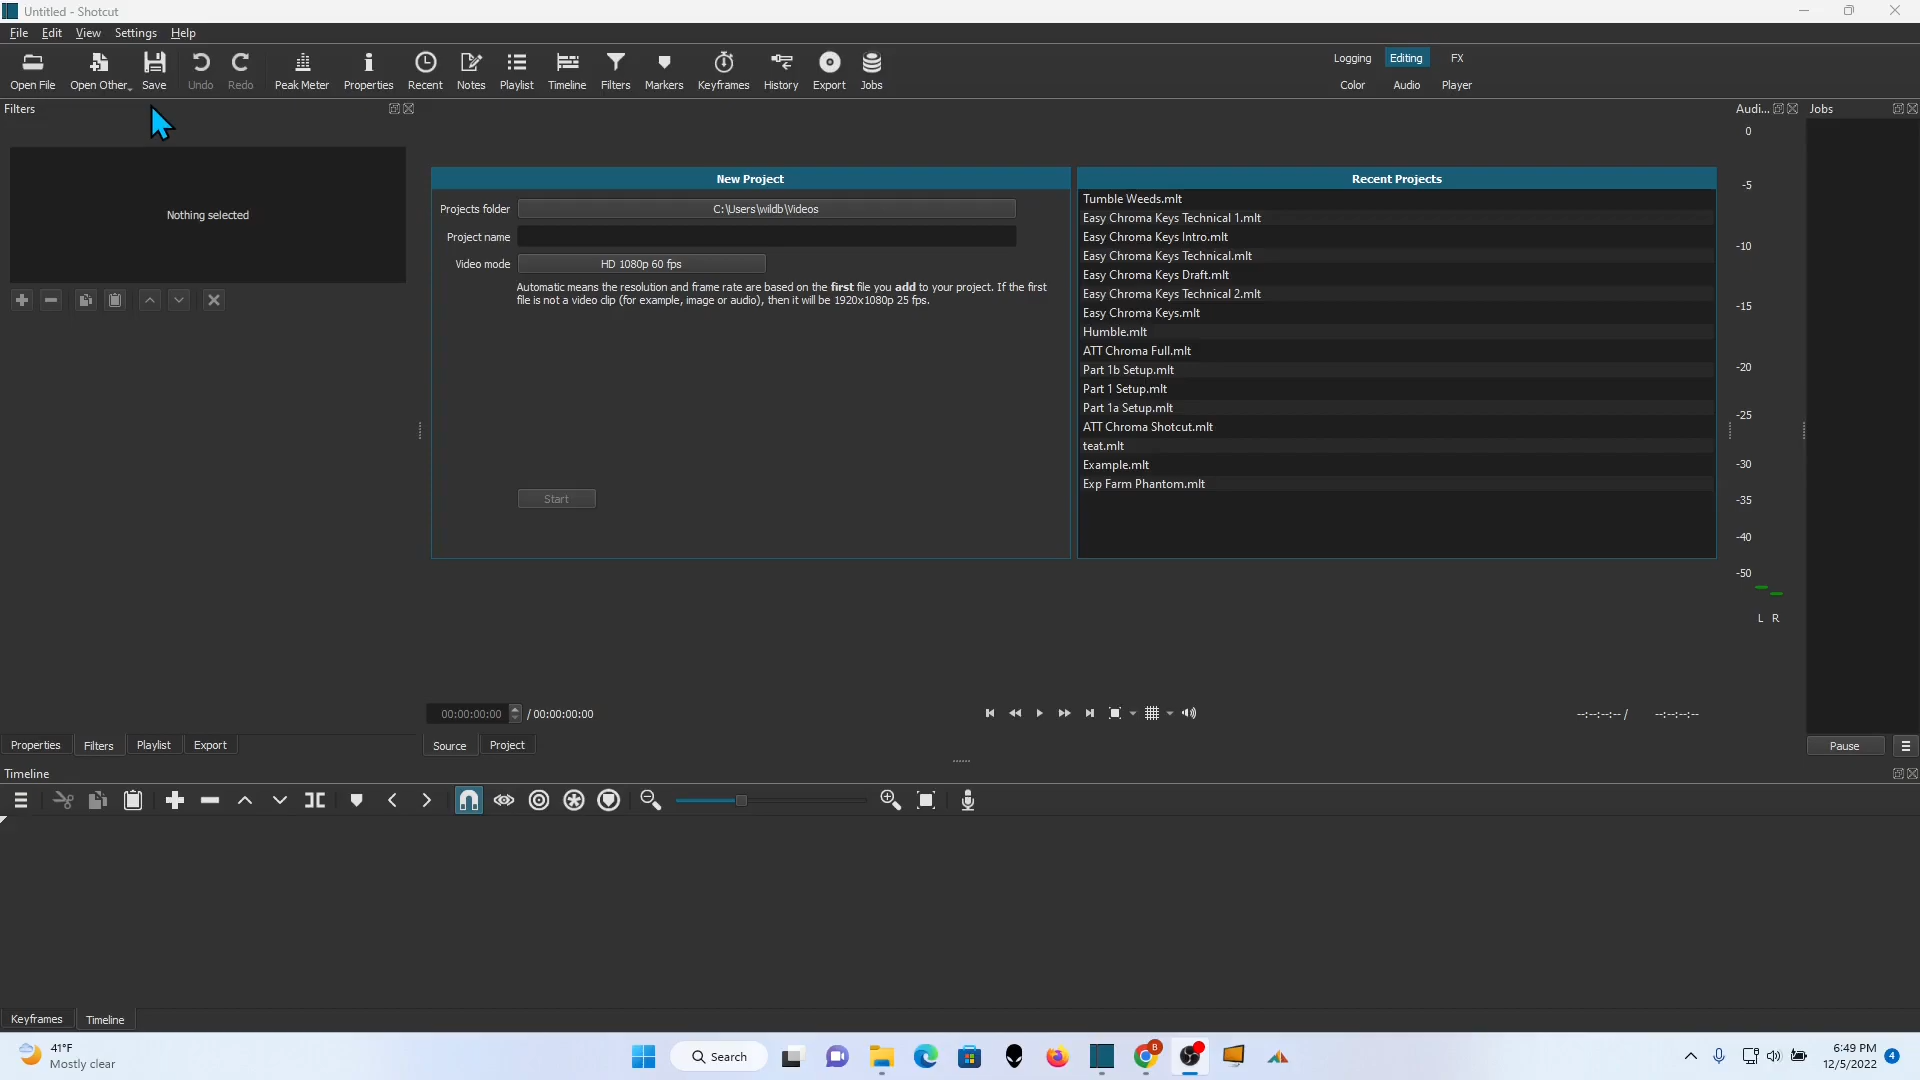 Untitled - Shotcut
File Edit View Settings Help
Open File Open Other Save Undo Redo Peak Meter Properties Recent Notes Playlist Timeline Filters Markers Keyframes History Export Jobs
Logging Editing FX
Color Audio Player
Filters
Audi...
Jobs
Nothing selected
New Project
Projects folder C:\Users\wildb\Videos
Project name
Video mode HD 1080p 60 fps
Automatic means the resolution and frame rate are based on the first file you add to your project. If the first
file is not a video clip (for example, image or audio), then it will be 1920x1080p 25 fps.
Start
Recent Projects
Tumble Weeds.mlt
Easy Chroma Keys Technical 1.mlt
Easy Chroma Keys Intro.mlt
Easy Chroma Keys Technical.mlt
Easy Chroma Keys Draft.mlt
Easy Chroma Keys Technical 2.mlt
Easy Chroma Keys.mlt
Humble.mlt
ATT Chroma Full.mlt
Part 1b Setup.mlt
Part 1 Setup.mlt
Part 1a Setup.mlt
ATT Chroma Shotcut.mlt
teat.mlt
Example.mlt
Exp Farm Phantom.mlt
0
-5
-10
-15
-20
-25
-30
-35
-40
-50
L R
00:00:00:00 / 00:00:00:00
--:--:--:-- / --:--:--:--
Properties Filters Playlist Export
Source Project
Pause
Timeline
Keyframes Timeline
41°F
Mostly clear
Search
B
6:49 PM
12/5/2022
4